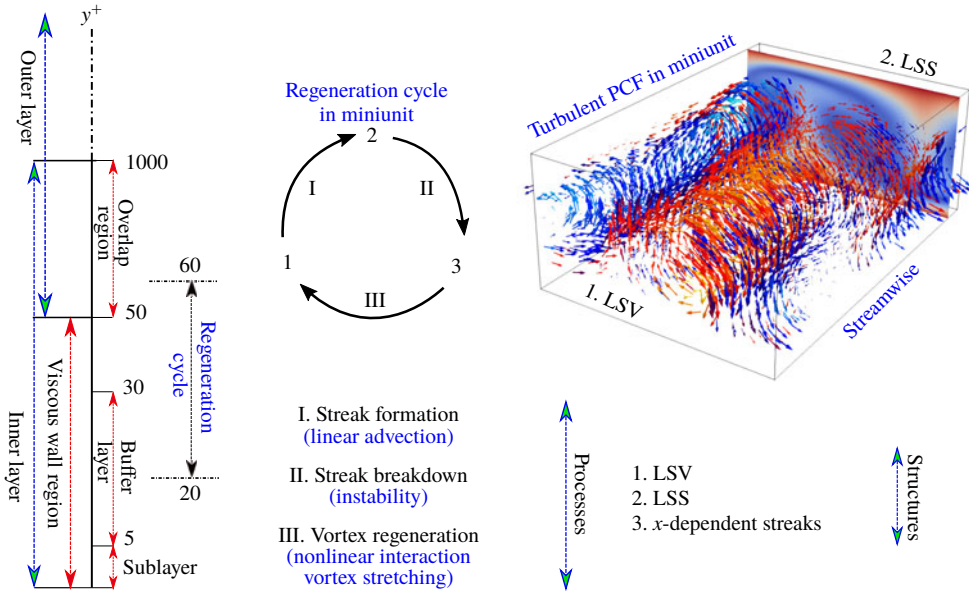 y+
Outer layer
1000
Overlap
region
60
50
Regeneration
cycle
Viscous wall region
Inner layer
30
Buffer
layer
20
5
Sublayer
Regeneration cycle
in miniunit
2
I
II
1
3
III
Turbulent PCF in miniunit
2. LSS
1. LSV
Streamwise
I. Streak formation
(linear advection)
II. Streak breakdown
(instability)
III. Vortex regeneration
(nonlinear interaction
vortex stretching)
Processes
1. LSV
2. LSS
3. x-dependent streaks
Structures